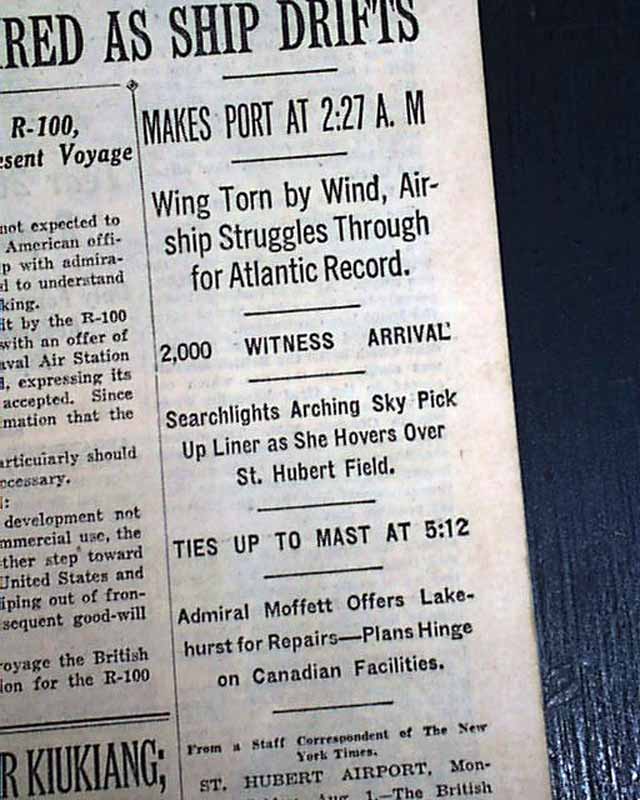 RED AS SHIP DRIFTS
R-100,
esent Voyage
not expected to
American offi-
p with admira-
d to understand
king.
it by the R-100
with an offer of
aval Air Station
, expressing its
accepted. Since
mation that the
articularly should
ecessary.
:
development not
mmercial use, the
ther step toward
United States and
iping out of fron-
sequent good-will
oyage the British
ion for the R-100
R KIUKIANG;
MAKES PORT AT 2:27 A. M
Wing Torn by Wind, Air-
ship Struggles Through
for Atlantic Record.
2,000 WITNESS ARRIVAL
Searchlights Arching Sky Pick
Up Liner as She Hovers Over
St. Hubert Field.
TIES UP TO MAST AT 5:12
Admiral Moffett Offers Lake-
hurst for Repairs—Plans Hinge
on Canadian Facilities.
From a Staff Correspondent of The New
York Times.
ST. HUBERT AIRPORT, Mon-
Aug 1.—The British